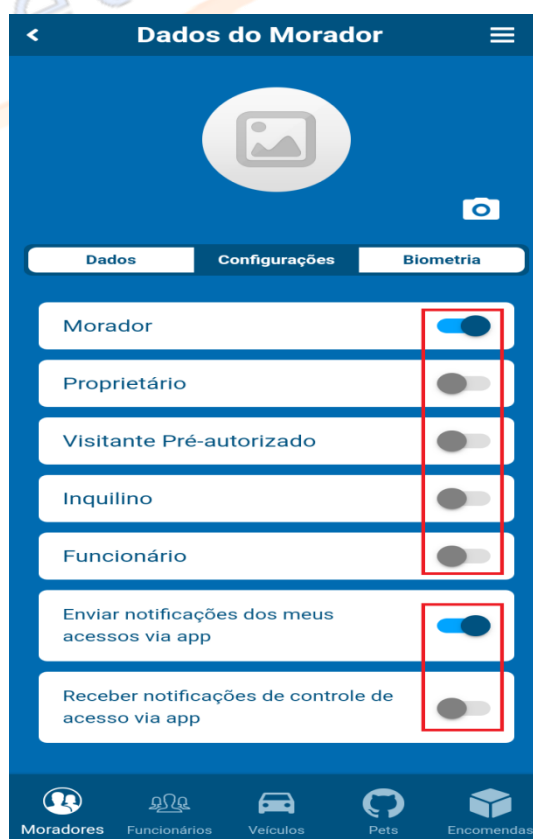 Dados do Morador
Dados
Configurações
Biometria
Morador
Proprietário
Visitante Pré-autorizado
Inquilino
Funcionário
Enviar notificações dos meus
acessos via app
Receber notificações de controle de
acesso via app
Moradores
Funcionários
Veículos
Pets
Encomendas